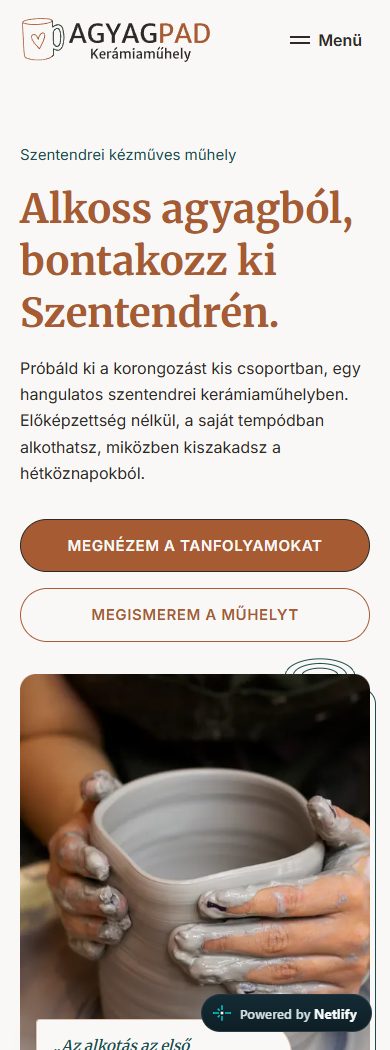 AGYAGPAD
Kerámiaműhely
Menü
Szentendrei kézműves műhely
Alkoss agyagból,
bontakozz ki
Szentendrén.
Próbáld ki a korongozást kis csoportban, egy
hangulatos szentendrei kerámiaműhelyben.
Előképzettség nélkül, a saját tempódban
alkothatsz, miközben kiszakadsz a
hétköznapokból.
MEGNÉZEM A TANFOLYAMOKAT
MEGISMEREM A MŰHELYT
Powered by Netlify
„Az alkotás az első